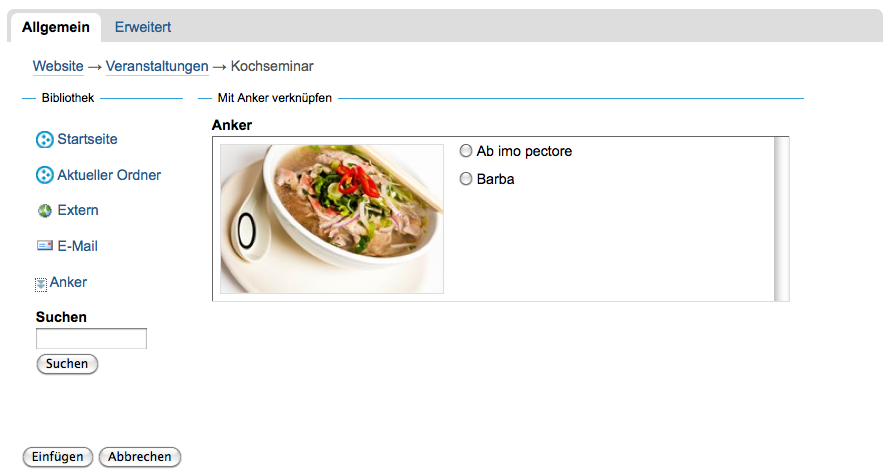 Allgemein Erweitert
Website → Veranstaltungen → Kochseminar
Bibliothek
Startseite
Aktueller Ordner
Extern
E-Mail
Anker
Suchen
Suchen
Mit Anker verknüpfen
Anker
Ab imo pectore
Barba
Einfügen Abbrechen